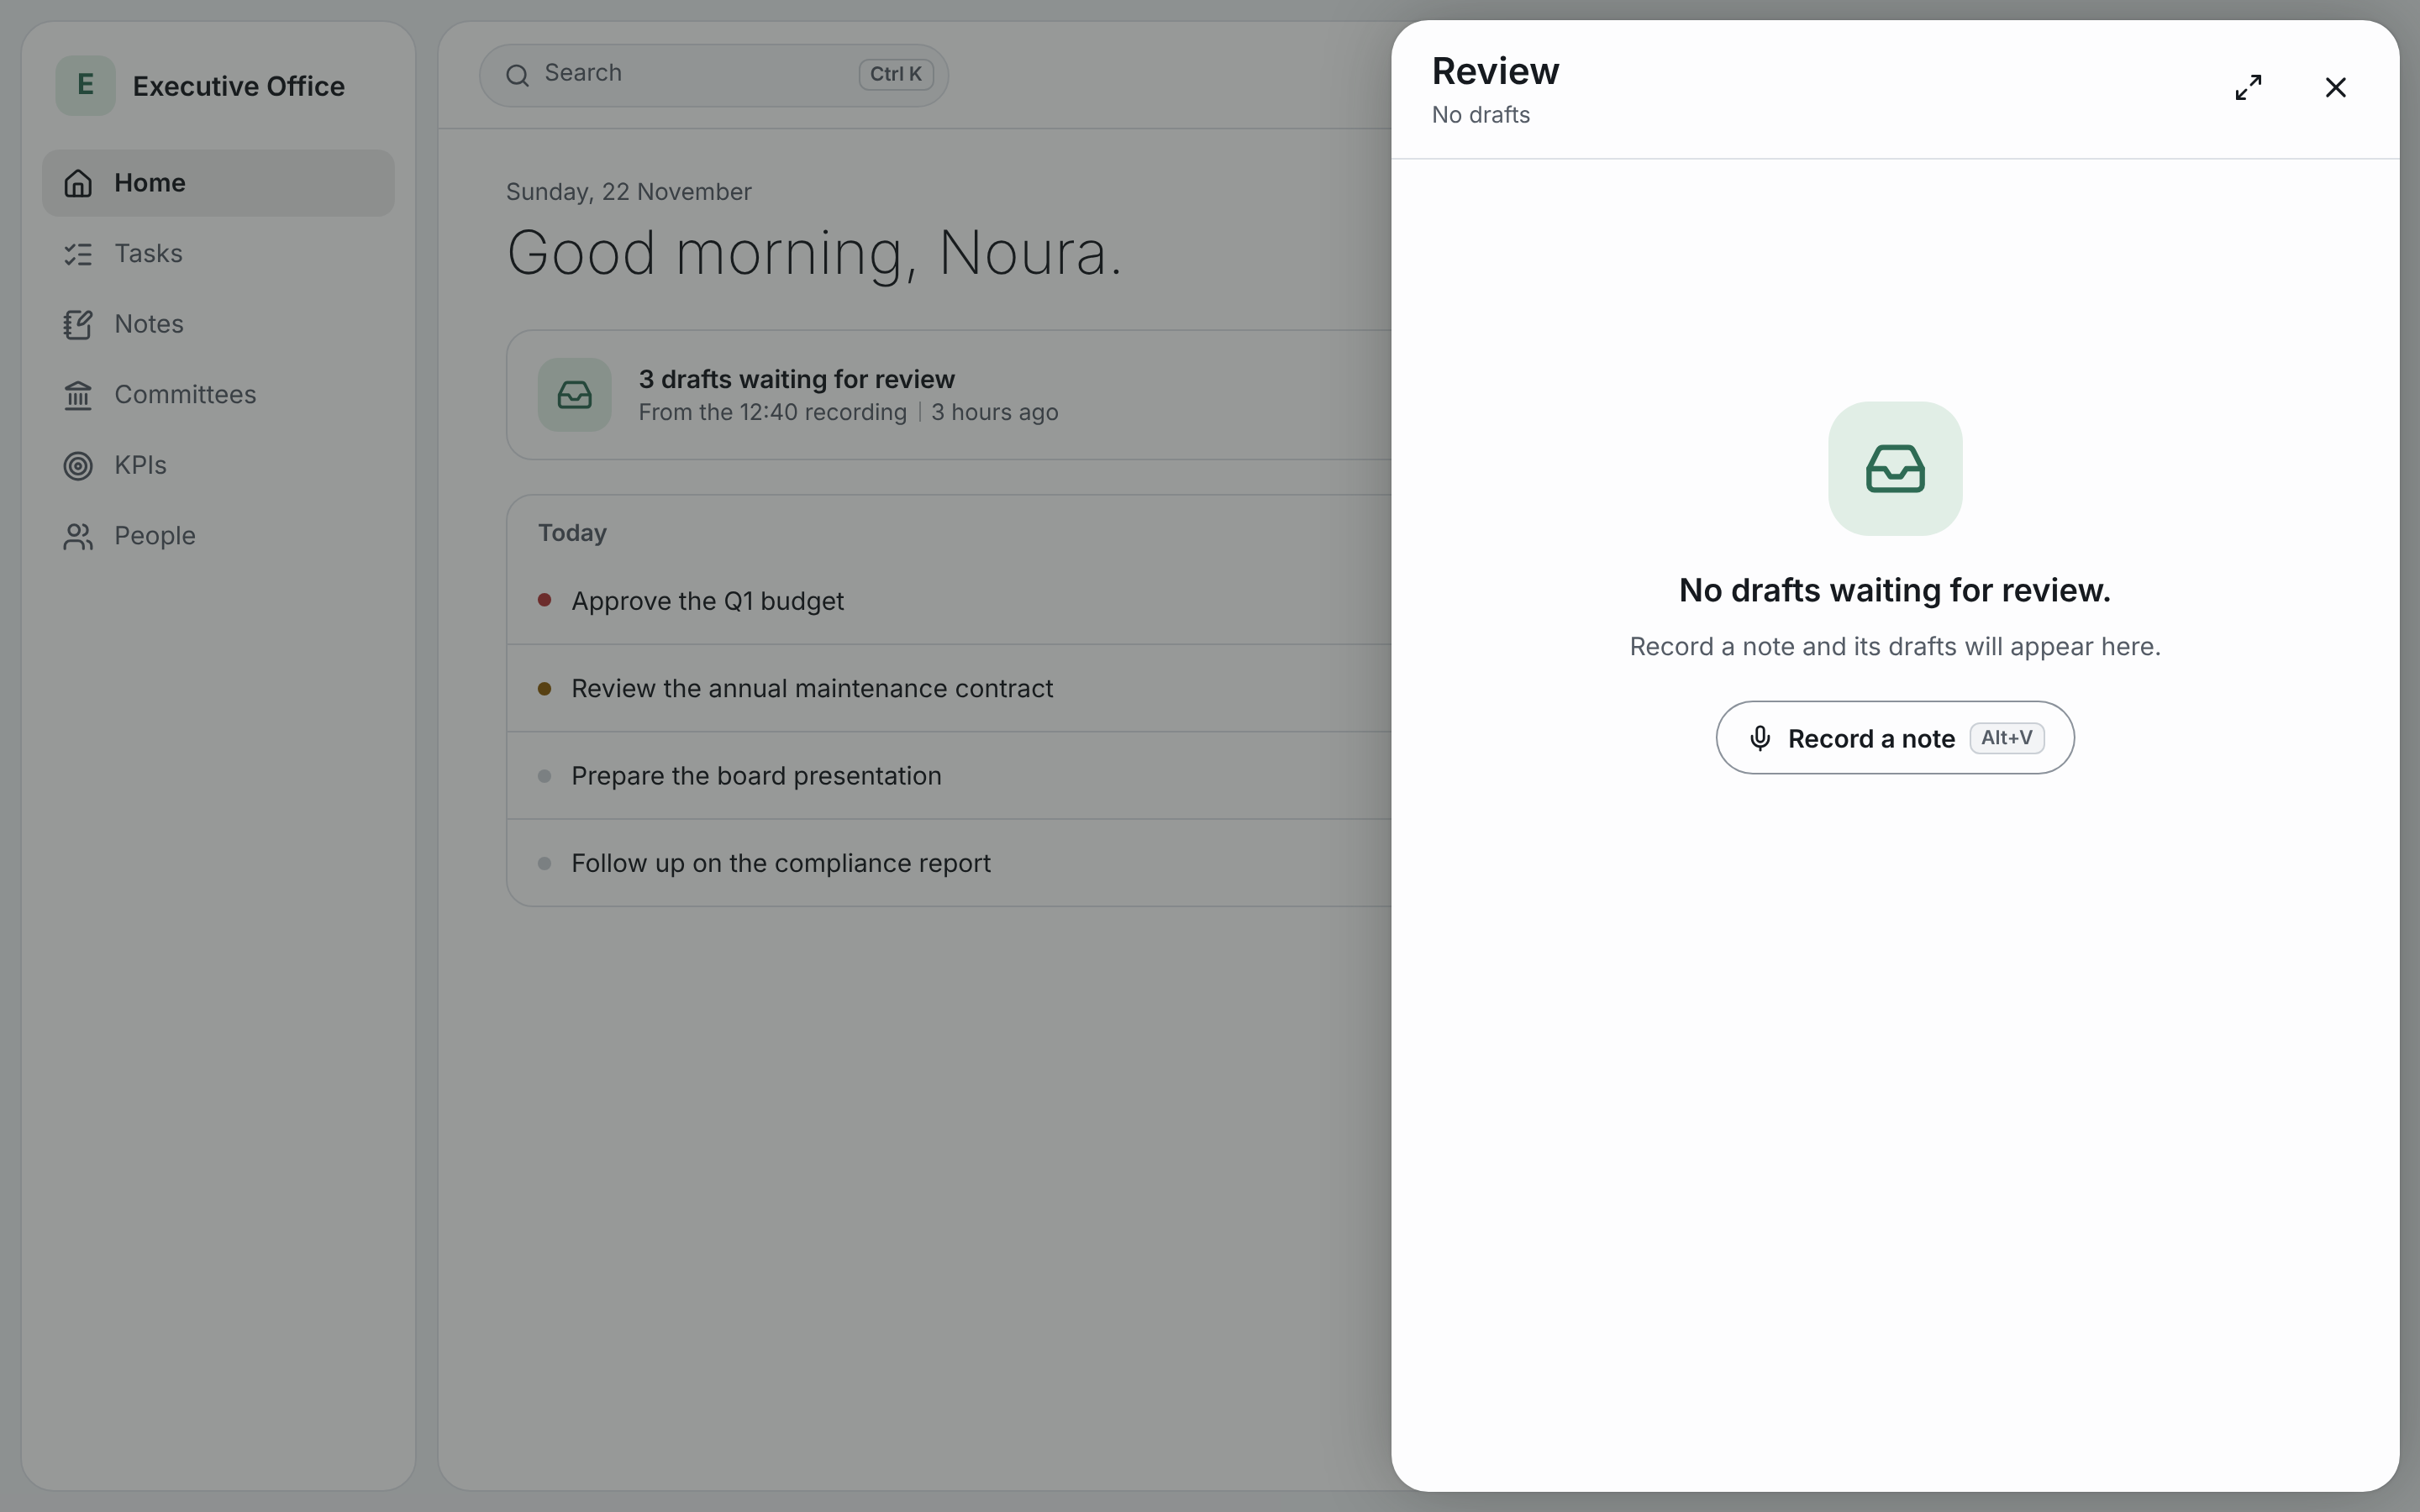 E
Executive Office
Home
Tasks
Notes
Committees
KPIs
People
Search
Ctrl K
Sunday, 22 November
Good morning, Noura.
3 drafts waiting for review
From the 12:40 recording | 3 hours ago
Today
Approve the Q1 budget
Review the annual maintenance contract
Prepare the board presentation
Follow up on the compliance report
Review
No drafts
No drafts waiting for review.
Record a note and its drafts will appear here.
Record a note Alt+V